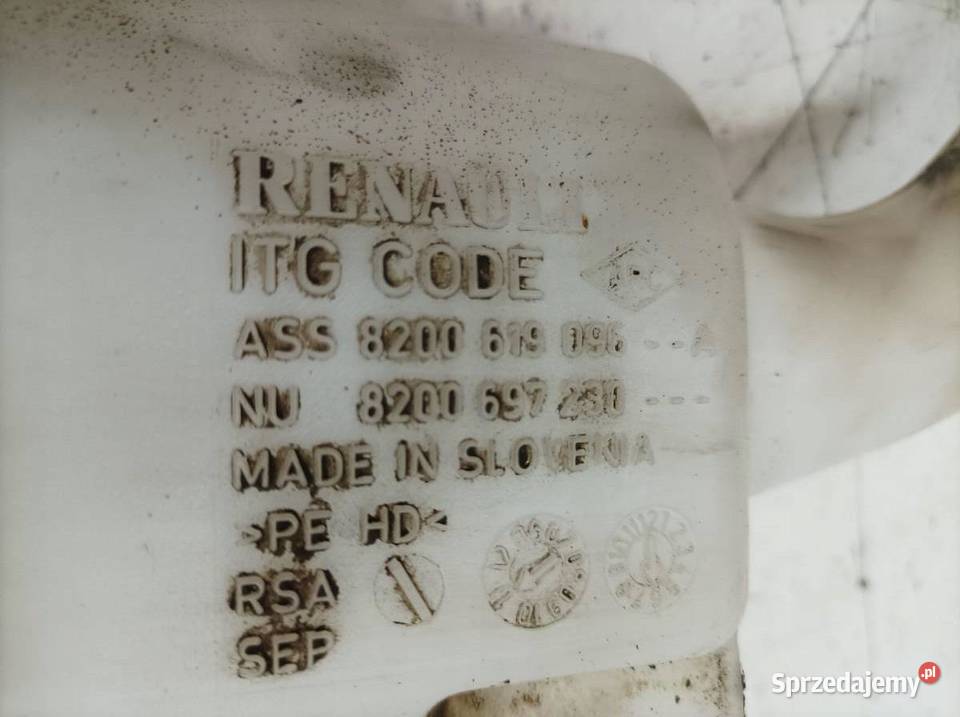 RENAULT
ITG CODE
ASS 8200 619 096 --A
NU 8200 697 230 ---
MADE IN SLOVENIA
>PE HD<
RSA
SEP
Sprzedajemy.pl